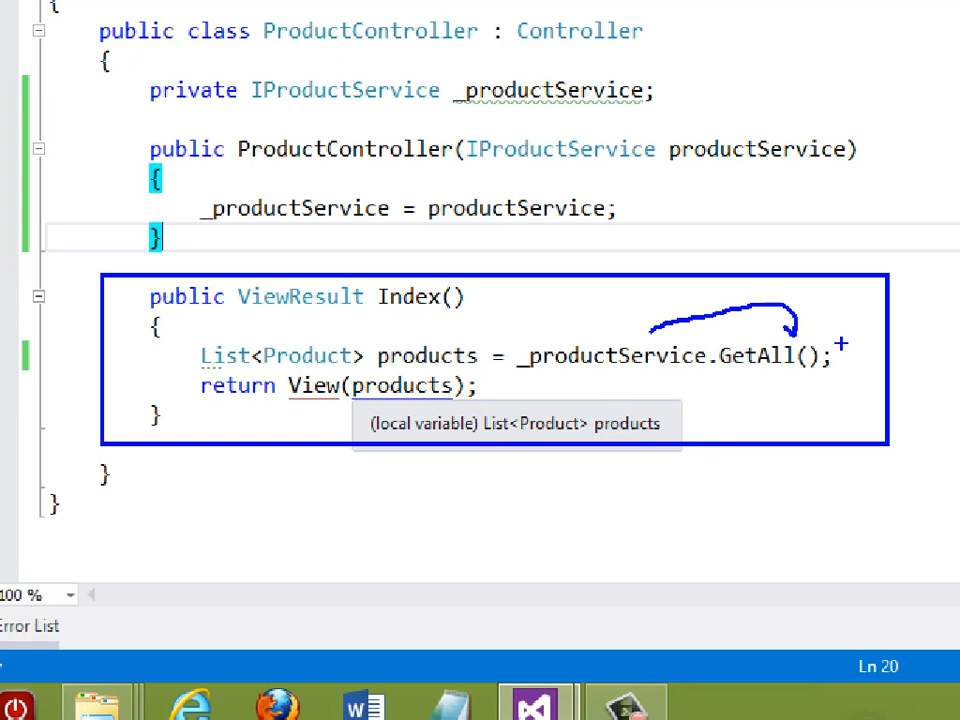 {
public class ProductController : Controller
{
private IProductService _productService;
public ProductController(IProductService productService)
{
_productService = productService;
}
public ViewResult Index()
{
List<Product> products = _productService.GetAll();
return View(products);
}
(local variable) List<Product> products
}
}
100 %
Error List
Ln 20